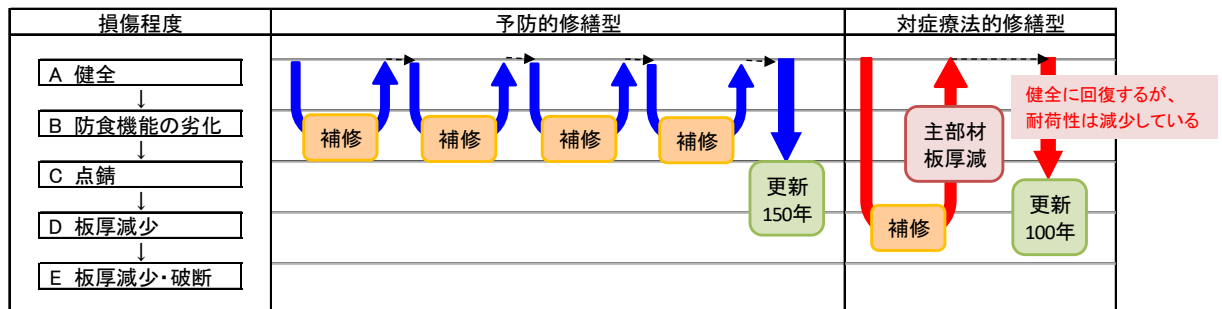 損傷程度
予防的修繕型
対症療法的修繕型
A 健全
↓
B 防食機能の劣化
↓
C 点錆
↓
D 板厚減少
↓
E 板厚減少・破断
補修
補修
補修
補修
更新
150年
補修
主部材
板厚減
更新
100年
健全に回復するが、
耐荷性は減少している